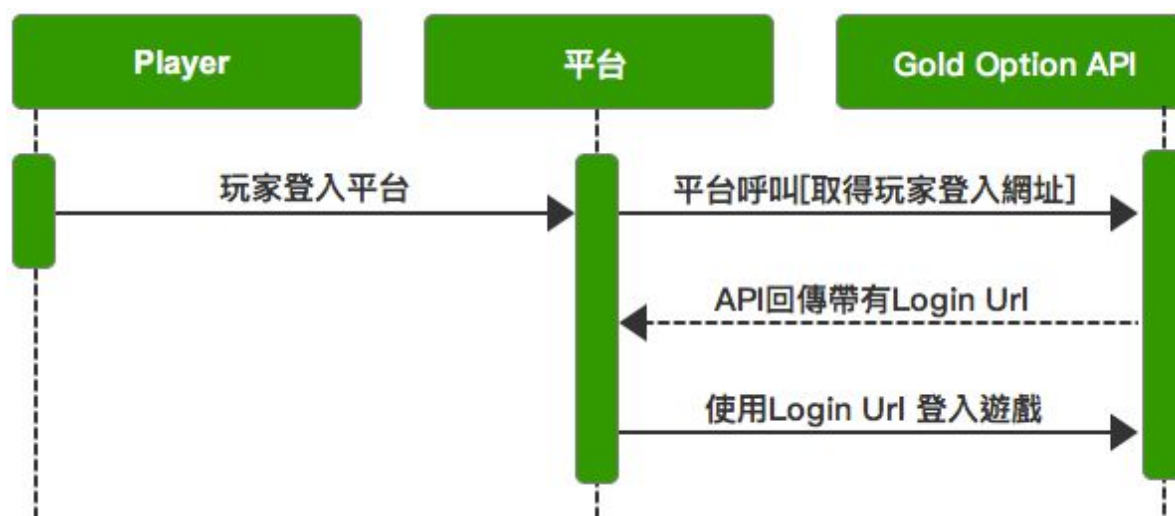 Player
平台
Gold Option API
玩家登入平台
平台呼叫[取得玩家登入網址]
API回傳帶有Login Url
使用Login Url 登入遊戲